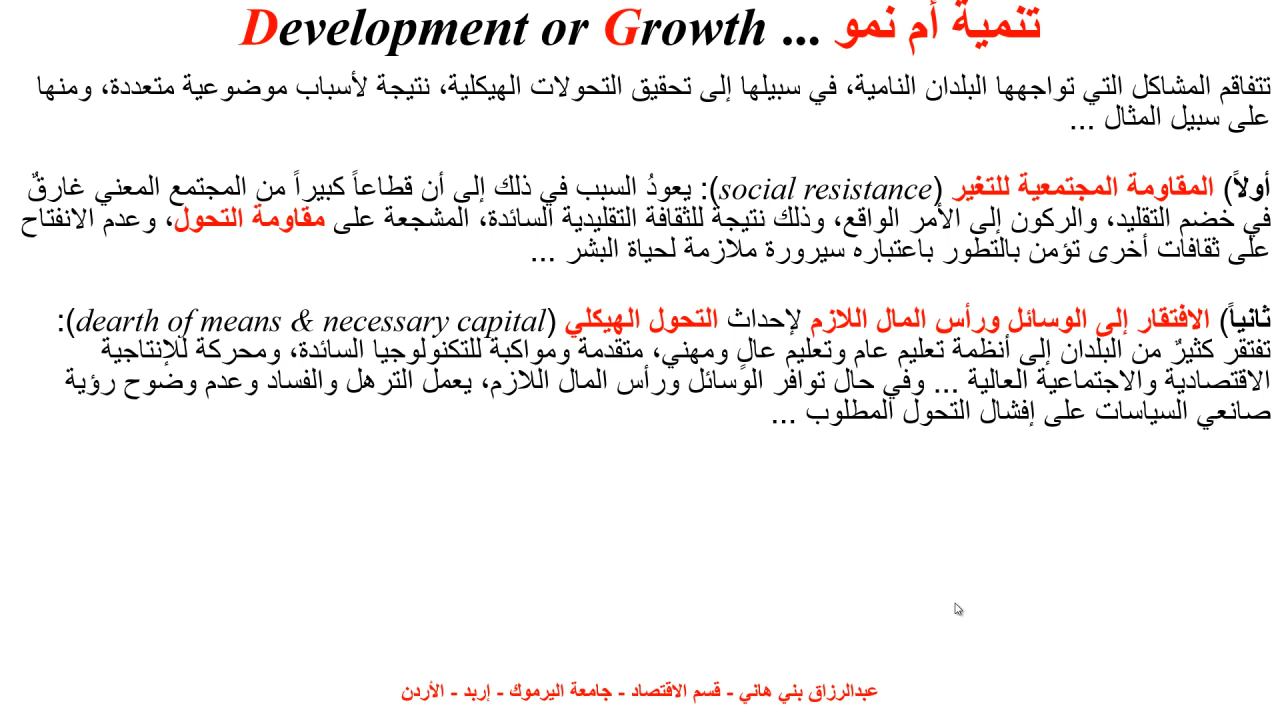 تنمية أم نمو ... Development or Growth
تتفاقم المشاكل التي تواجهها البلدان النامية، في سبيلها إلى تحقيق التحولات الهيكلية، نتيجة لأسباب موضوعية متعددة، ومنها
على سبيل المثال ...
أولاً) المقاومة المجتمعية للتغير (social resistance): يعودُ السبب في ذلك إلى أن قطاعاً كبيراً من المجتمع المعني غارقٌ
في خضم التقليد، والركون إلى الأمر الواقع، وذلك نتيجةً للثقافة التقليدية السائدة، المشجعة على مقاومة التحول، وعدم الانفتاح
على ثقافات أخرى تؤمن بالتطور باعتباره سيرورة ملازمة لحياة البشر ...
ثانياً) الافتقار إلى الوسائل ورأس المال اللازم لإحداث التحول الهيكلي (dearth of means & necessary capital):
تفتقر كثيرٌ من البلدان إلى أنظمة تعليم عام وتعليم عالٍ ومهني، متقدمة ومواكبة للتكنولوجيا السائدة، ومحركة للإنتاجية
الاقتصادية والاجتماعية العالية ... وفي حال توافر الوسائل ورأس المال اللازم، يعمل الترهل والفساد وعدم وضوح رؤية
صانعي السياسات على إفشال التحول المطلوب ...
عبدالرزاق بني هاني - قسم الاقتصاد - جامعة اليرموك - إربد - الأردن